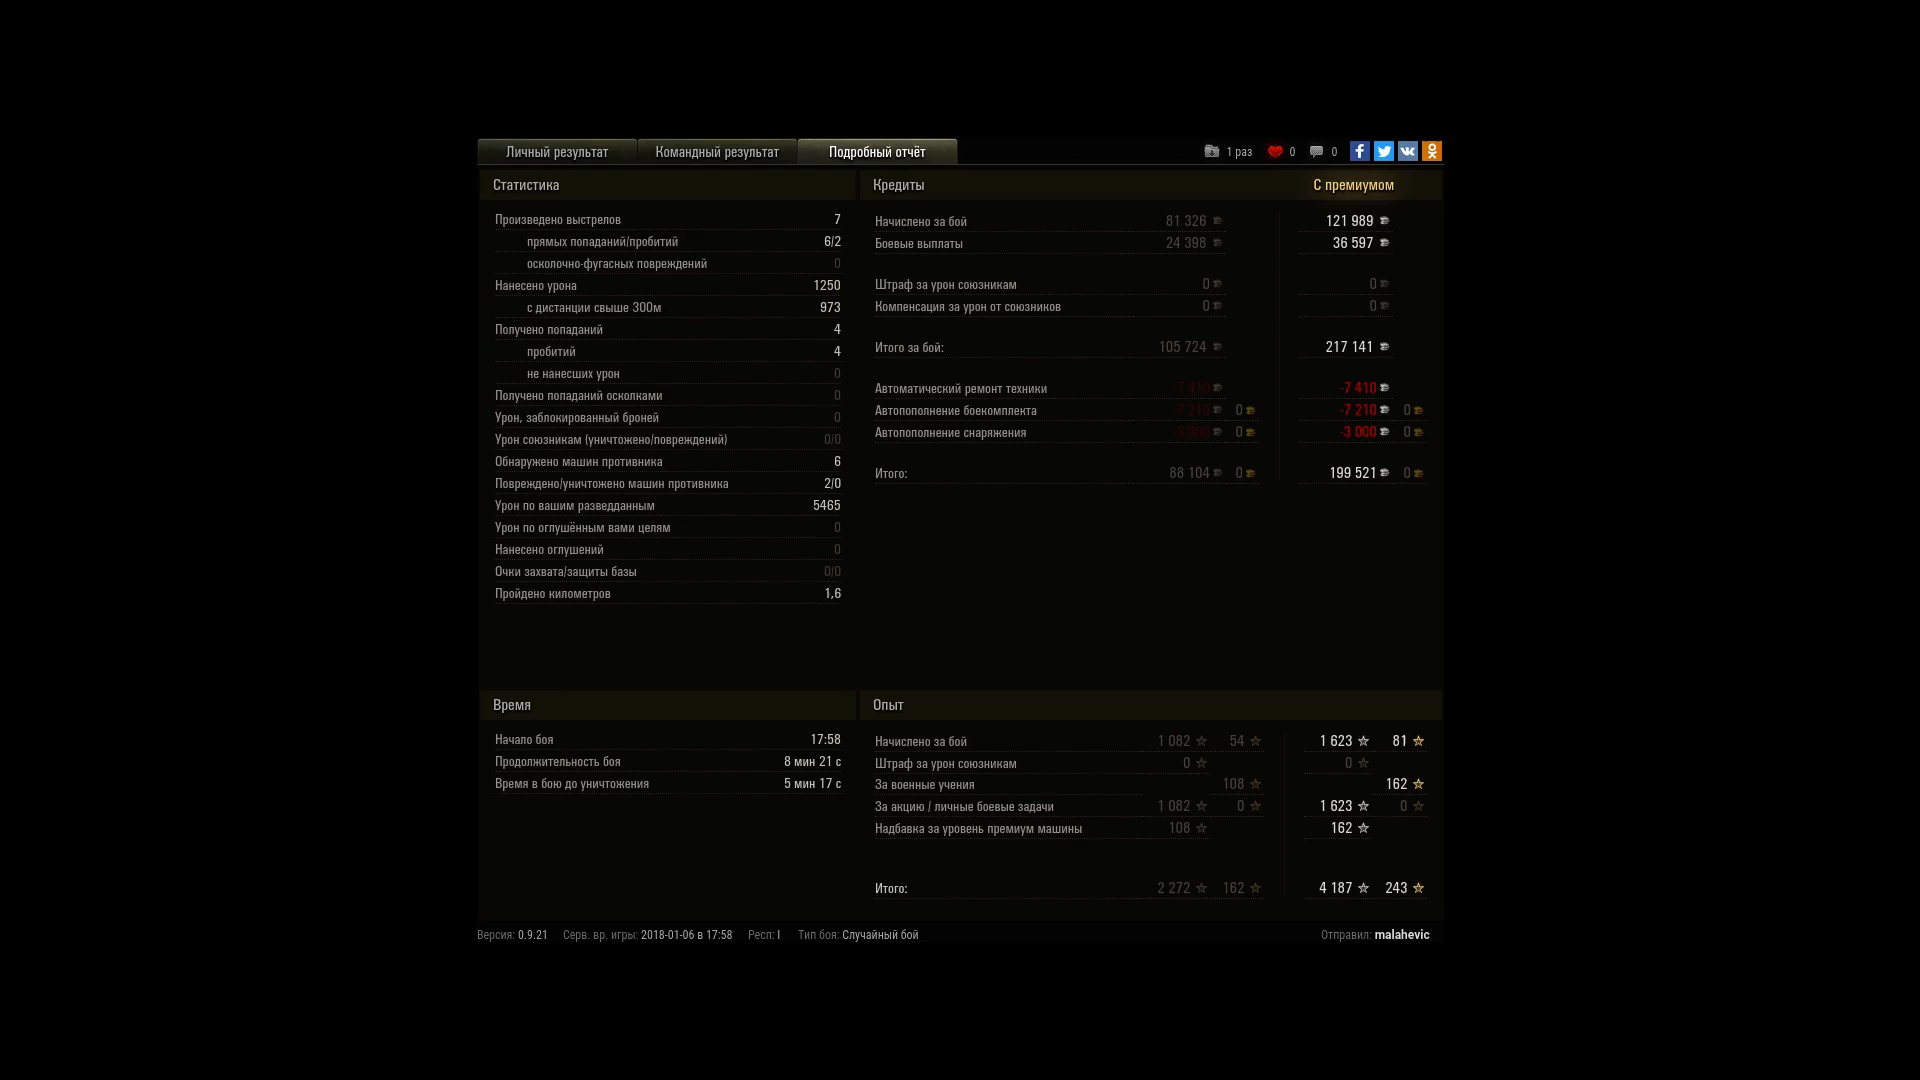 Личный результат Командный результат Подробный отчёт 1 раз 0 0
Статистика
Произведено выстрелов 7
прямых попаданий/пробитий 6/2
осколочно-фугасных повреждений 0
Нанесено урона 1250
с дистанции свыше 300м 973
Получено попаданий 4
пробитий 4
не нанесших урон 0
Получено попаданий осколками 0
Урон, заблокированный броней 0
Урон союзникам (уничтожено/повреждений) 0/0
Обнаружено машин противника 6
Повреждено/уничтожено машин противника 2/0
Урон по вашим разведданным 5465
Урон по оглушённым вами целям 0
Нанесено оглушений 0
Очки захвата/защиты базы 0/0
Пройдено километров 1,6
Кредиты С премиумом
Начислено за бой 81 326 121 989
Боевые выплаты 24 398 36 597
Штраф за урон союзникам 0 0
Компенсация за урон от союзников 0 0
Итого за бой: 105 724 217 141
Автоматический ремонт техники -7 410 -7 410
Автопополнение боекомплекта -7 210 0 -7 210 0
Автопополнение снаряжения -3 000 0 -3 000 0
Итого: 88 104 0 199 521 0
Время
Начало боя 17:58
Продолжительность боя 8 мин 21 с
Время в бою до уничтожения 5 мин 17 с
Опыт
Начислено за бой 1 082 54 1 623 81
Штраф за урон союзникам 0 0
За военные учения 108 162
За акцию / личные боевые задачи 1 082 0 1 623 0
Надбавка за уровень премиум машины 108 162
Итого: 2 272 162 4 187 243
Версия: 0.9.21 Серв. вр. игры: 2018-01-06 в 17:58 Респ: I Тип боя: Случайный бой Отправил: malahevic